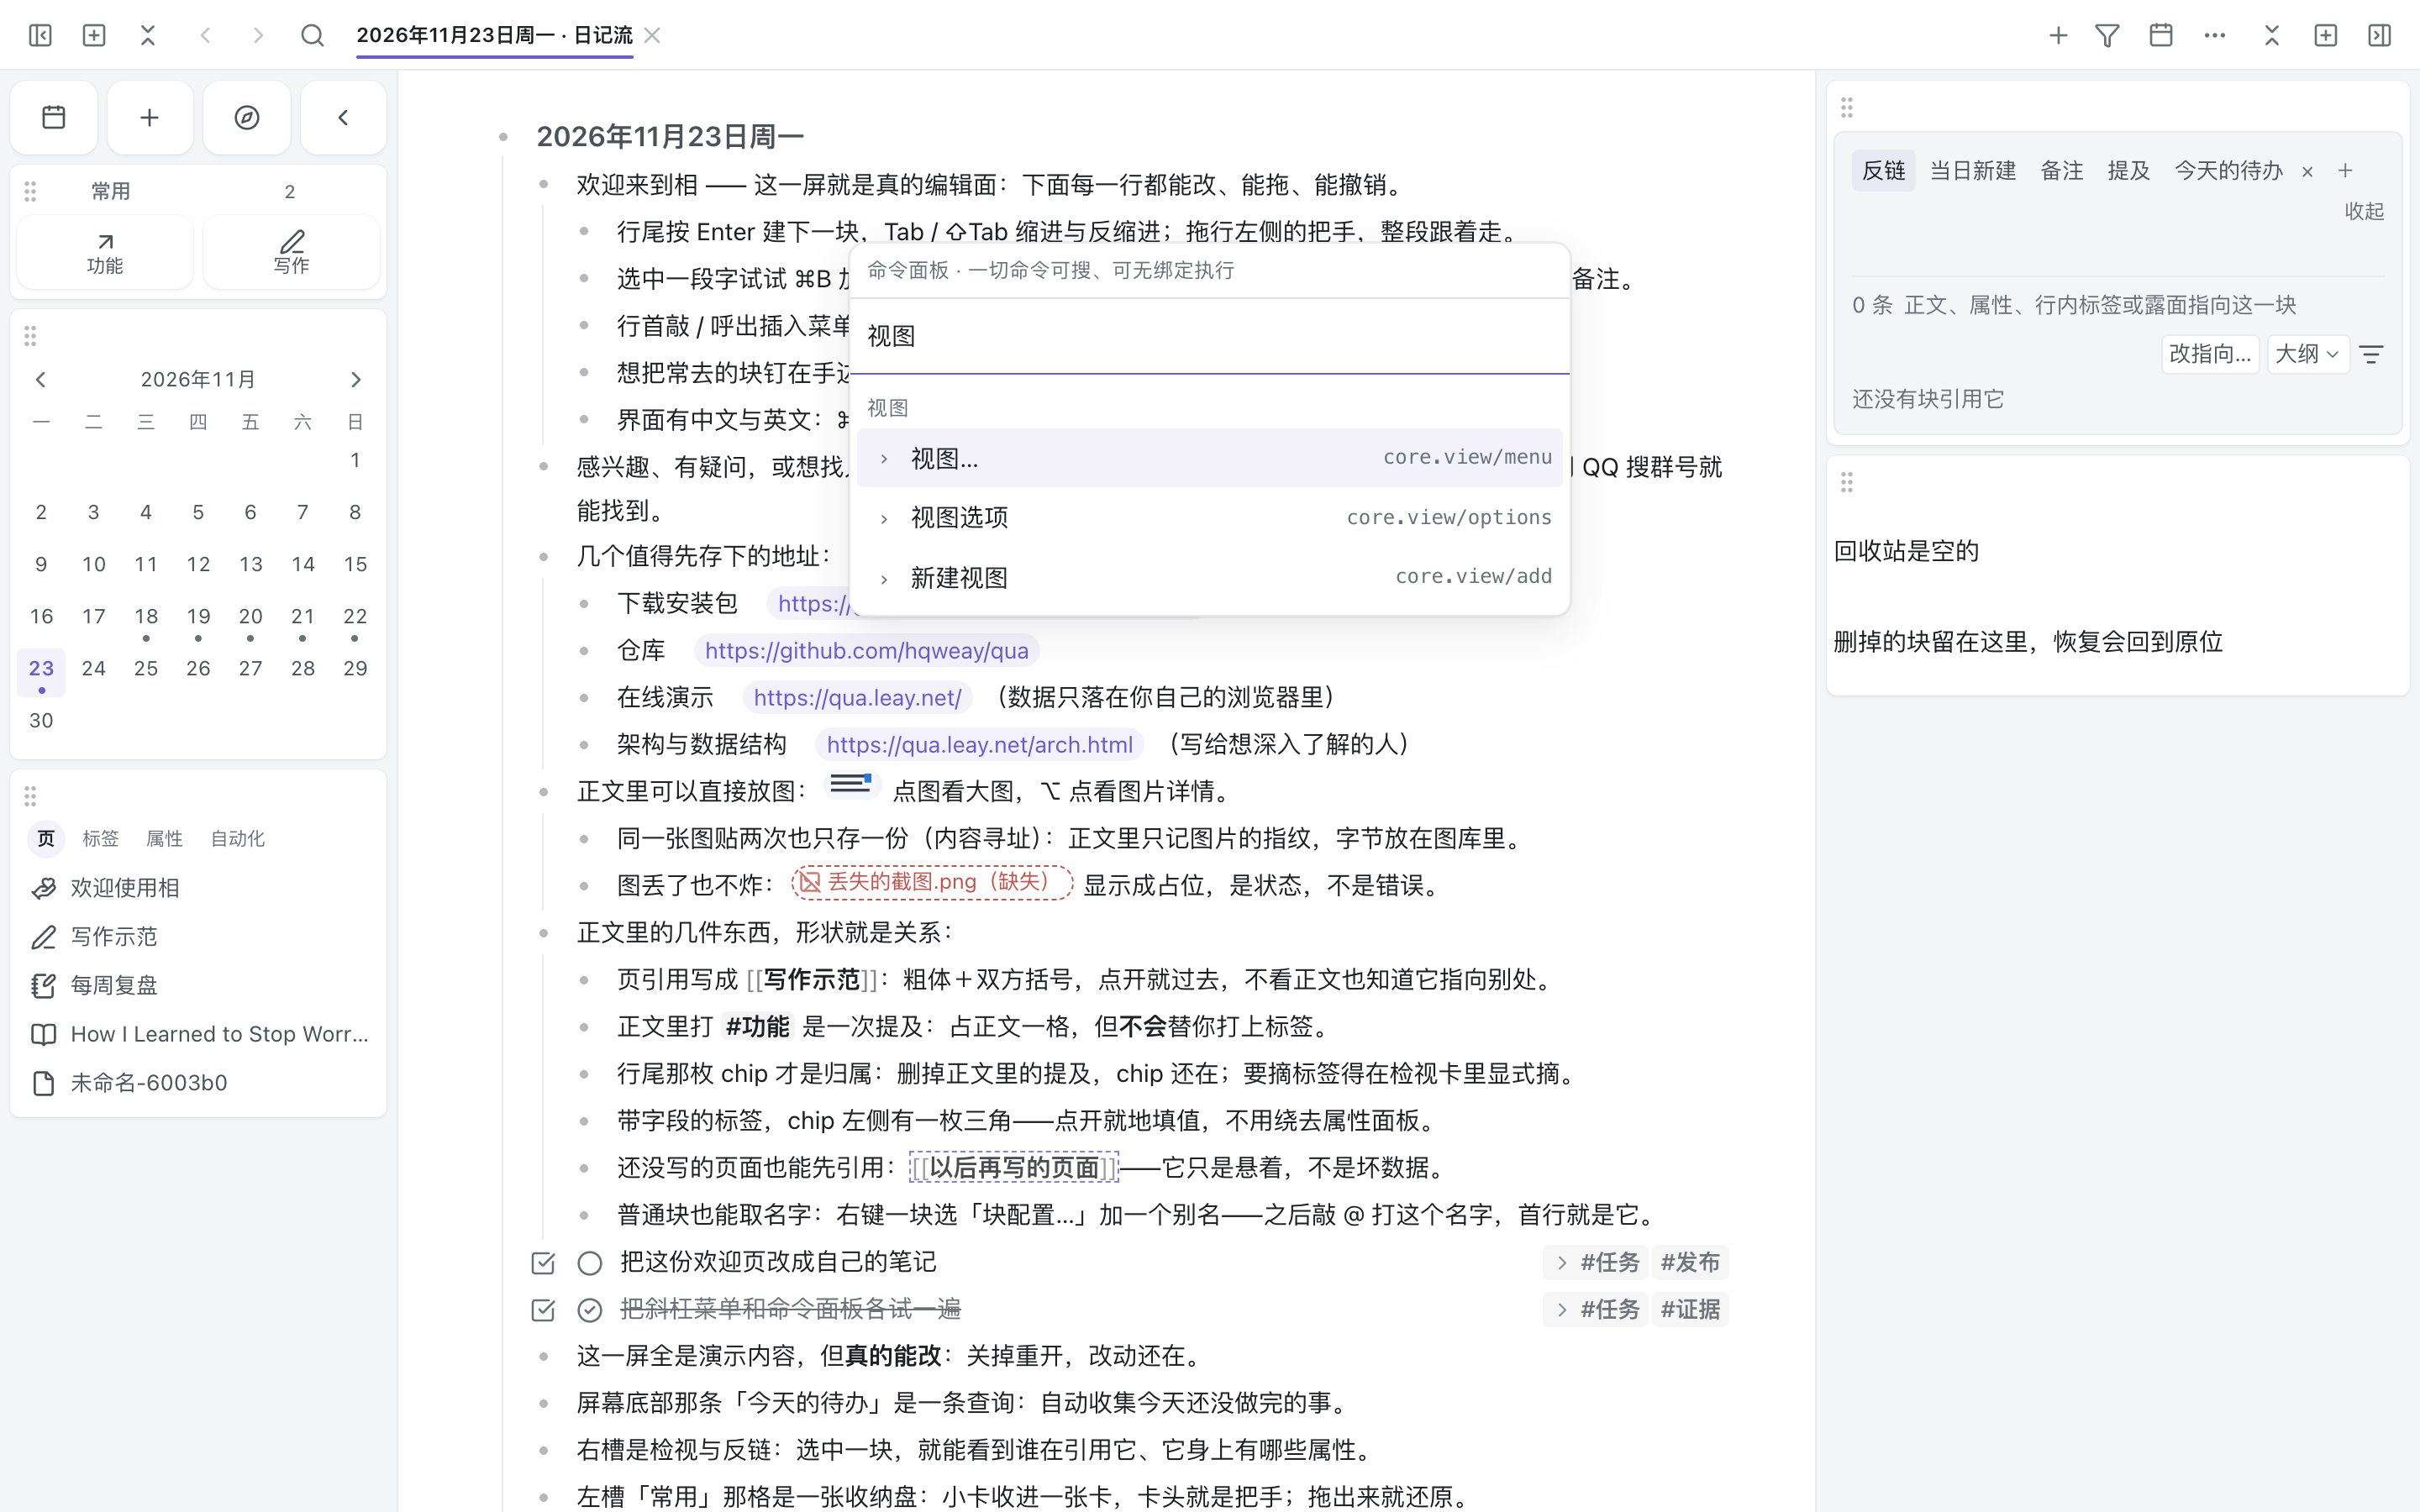 2026年11月23日周一 · 日记流
常用 2
功能
写作
2026年11月
一 二 三 四 五 六 日
1
2 3 4 5 6 7 8
9 10 11 12 13 14 15
16 17 18 19 20 21 22
23 24 25 26 27 28 29
30
页 标签 属性 自动化
欢迎使用相
写作示范
每周复盘
How I Learned to Stop Worr...
未命名-6003b0
2026年11月23日周一
欢迎来到相 —— 这一屏就是真的编辑面：下面每一行都能改、能拖、能撤销。
行尾按 Enter 建下一块，Tab / ⇧Tab 缩进与反缩进；拖行左侧的把手，整段跟着走。
选中一段字试试 ⌘B
备注。
行首敲 / 呼出插入菜单
想把常去的块钉在手边
界面有中文与英文：
感兴趣、有疑问，或想找
QQ 搜群号就
能找到。
几个值得先存下的地址：
下载安装包 https://
仓库 https://github.com/hqweay/qua
在线演示 https://qua.leay.net/ （数据只落在你自己的浏览器里）
架构与数据结构 https://qua.leay.net/arch.html （写给想深入了解的人）
正文里可以直接放图： 点图看大图，⌥ 点看图片详情。
同一张图贴两次也只存一份（内容寻址）：正文里只记图片的指纹，字节放在图库里。
图丢了也不炸： 丢失的截图.png（缺失） 显示成占位，是状态，不是错误。
正文里的几件东西，形状就是关系：
页引用写成 [[写作示范]]：粗体＋双方括号，点开就过去，不看正文也知道它指向别处。
正文里打 #功能 是一次提及：占正文一格，但不会替你打上标签。
行尾那枚 chip 才是归属：删掉正文里的提及，chip 还在；要摘标签得在检视卡里显式摘。
带字段的标签，chip 左侧有一枚三角——点开就地填值，不用绕去属性面板。
还没写的页面也能先引用：[[以后再写的页面]]——它只是悬着，不是坏数据。
普通块也能取名字：右键一块选「块配置…」加一个别名——之后敲 @ 打这个名字，首行就是它。
把这份欢迎页改成自己的笔记 #任务 #发布
把斜杠菜单和命令面板各试一遍 #任务 #证据
这一屏全是演示内容，但真的能改：关掉重开，改动还在。
屏幕底部那条「今天的待办」是一条查询：自动收集今天还没做完的事。
右槽是检视与反链：选中一块，就能看到谁在引用它、它身上有哪些属性。
左槽「常用」那格是一张收纳盘：小卡收进一张卡，卡头就是把手；拖出来就还原。
命令面板 · 一切命令可搜、可无绑定执行
视图
视图
› 视图… core.view/menu
› 视图选项 core.view/options
› 新建视图 core.view/add
反链 当日新建 备注 提及 今天的待办 × +
收起
0 条 正文、属性、行内标签或露面指向这一块
改指向… 大纲
还没有块引用它
回收站是空的
删掉的块留在这里，恢复会回到原位